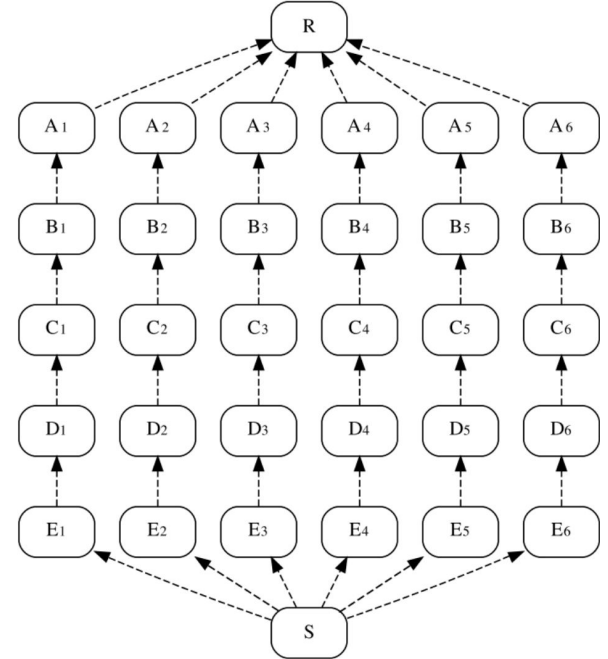 R
A1 A2 A3 A4 A5 A6
B1 B2 B3 B4 B5 B6
C1 C2 C3 C4 C5 C6
D1 D2 D3 D4 D5 D6
E1 E2 E3 E4 E5 E6
S